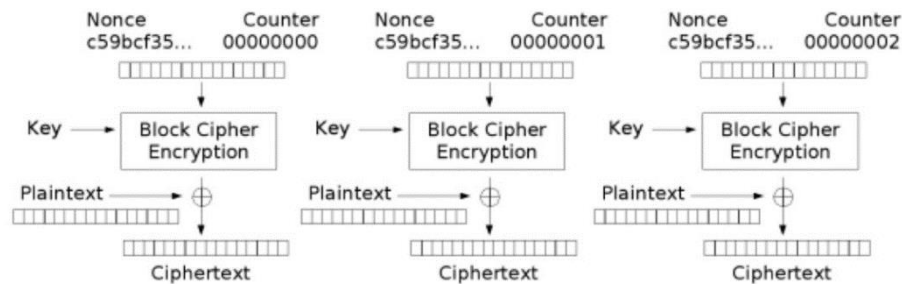 Nonce Counter
c59bcf35... 00000000
Key
Block Cipher
Encryption
Plaintext
Ciphertext
Nonce Counter
c59bcf35... 00000001
Key
Block Cipher
Encryption
Plaintext
Ciphertext
Nonce Counter
c59bcf35... 00000002
Key
Block Cipher
Encryption
Plaintext
Ciphertext